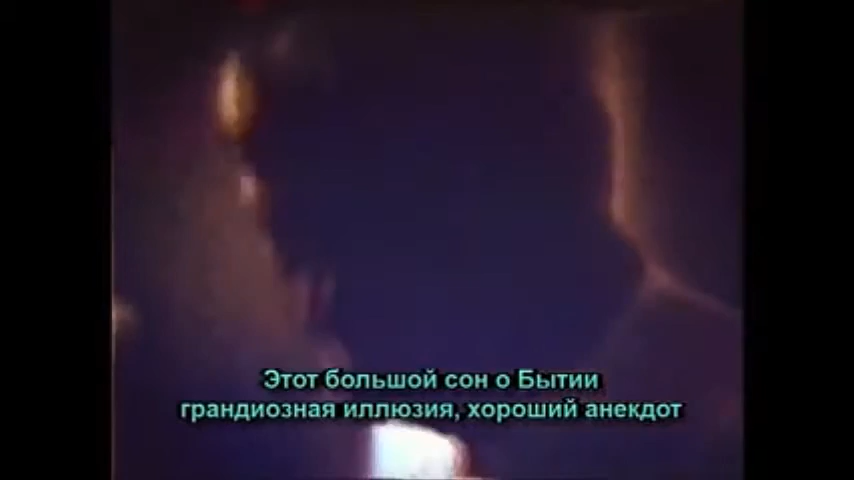 Этот большой сон о Бытии
грандиозная иллюзия, хороший анекдот